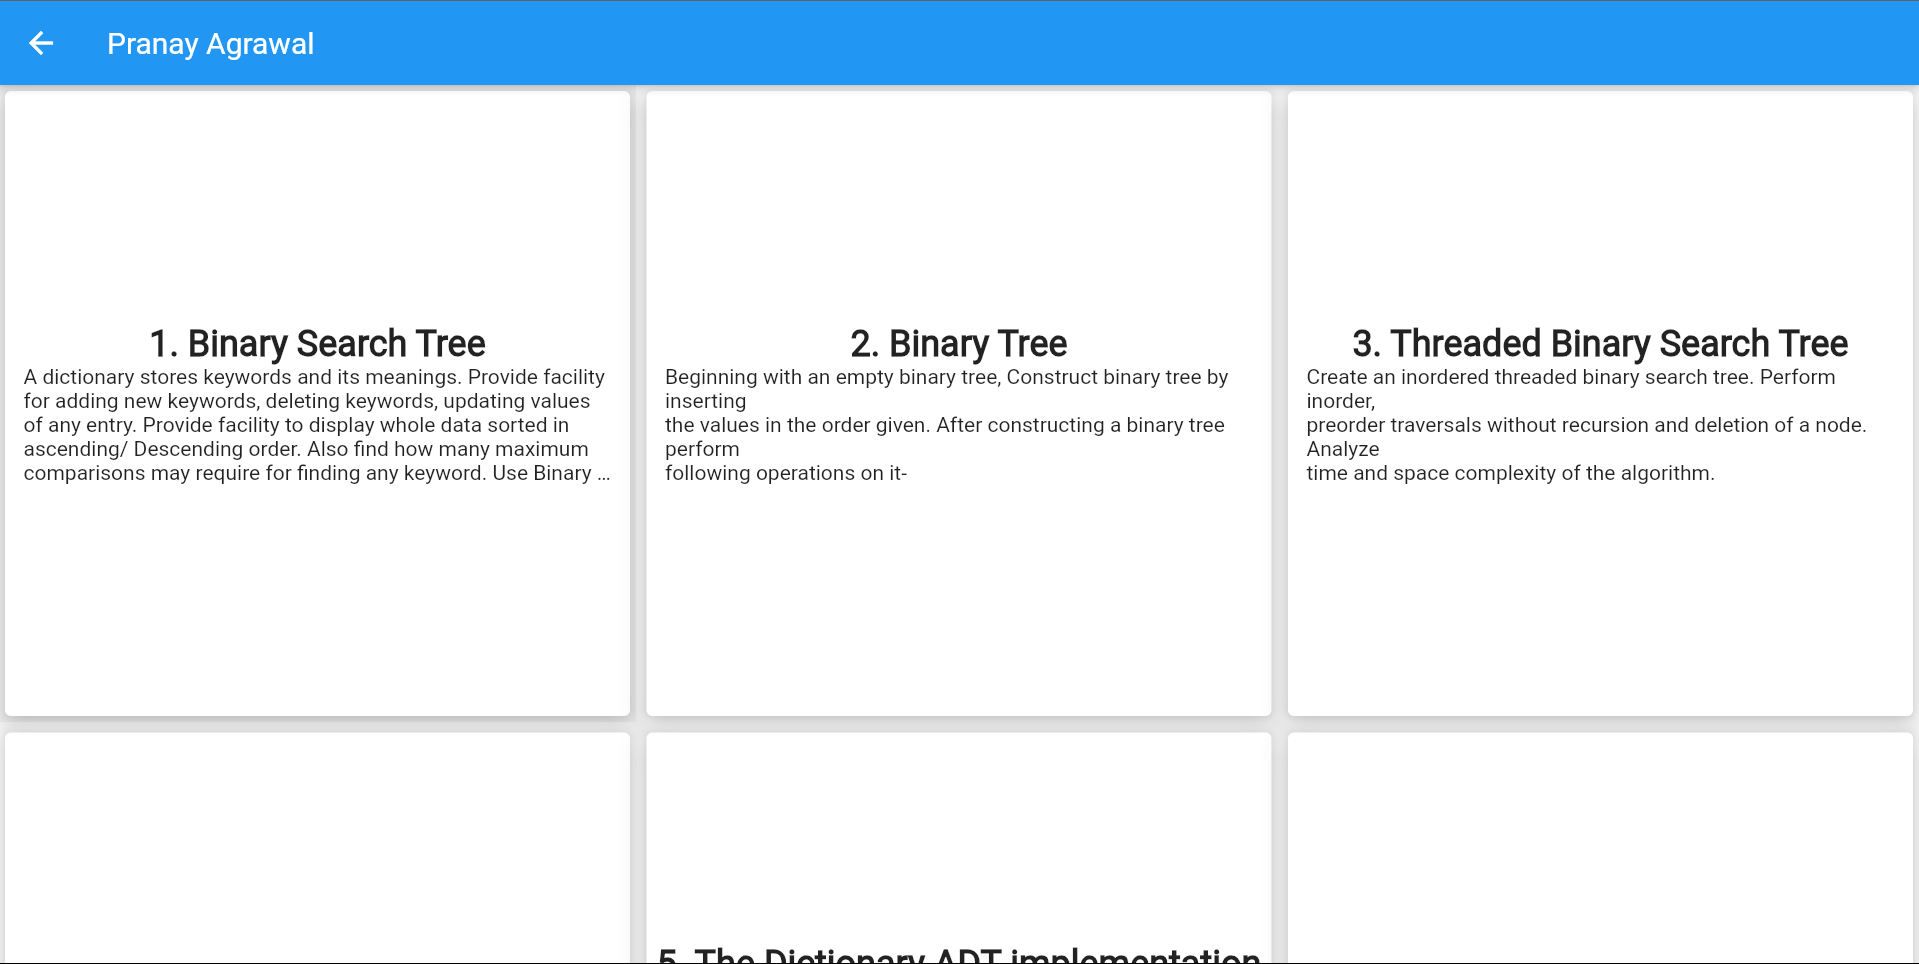 Pranay Agrawal
1. Binary Search Tree
A dictionary stores keywords and its meanings. Provide facility
for adding new keywords, deleting keywords, updating values
of any entry. Provide facility to display whole data sorted in
ascending/ Descending order. Also find how many maximum
comparisons may require for finding any keyword. Use Binary ...
2. Binary Tree
Beginning with an empty binary tree, Construct binary tree by
inserting
the values in the order given. After constructing a binary tree
perform
following operations on it-
3. Threaded Binary Search Tree
Create an inordered threaded binary search tree. Perform
inorder,
preorder traversals without recursion and deletion of a node.
Analyze
time and space complexity of the algorithm.
5. The Dictionary ADT implementation